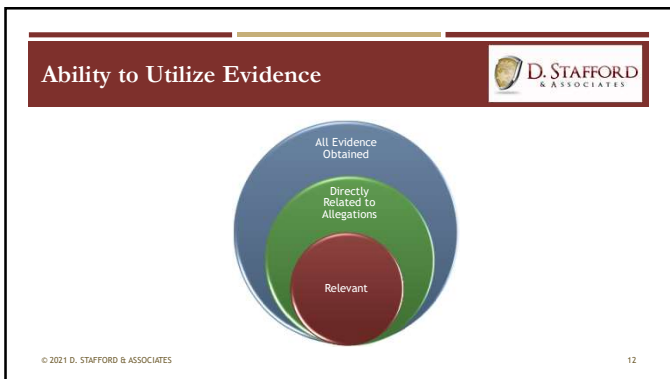 Ability to Utilize Evidence
D. STAFFORD
& ASSOCIATES
All Evidence
Obtained
Directly
Related to
Allegations
Relevant
© 2021 D. STAFFORD & ASSOCIATES
12